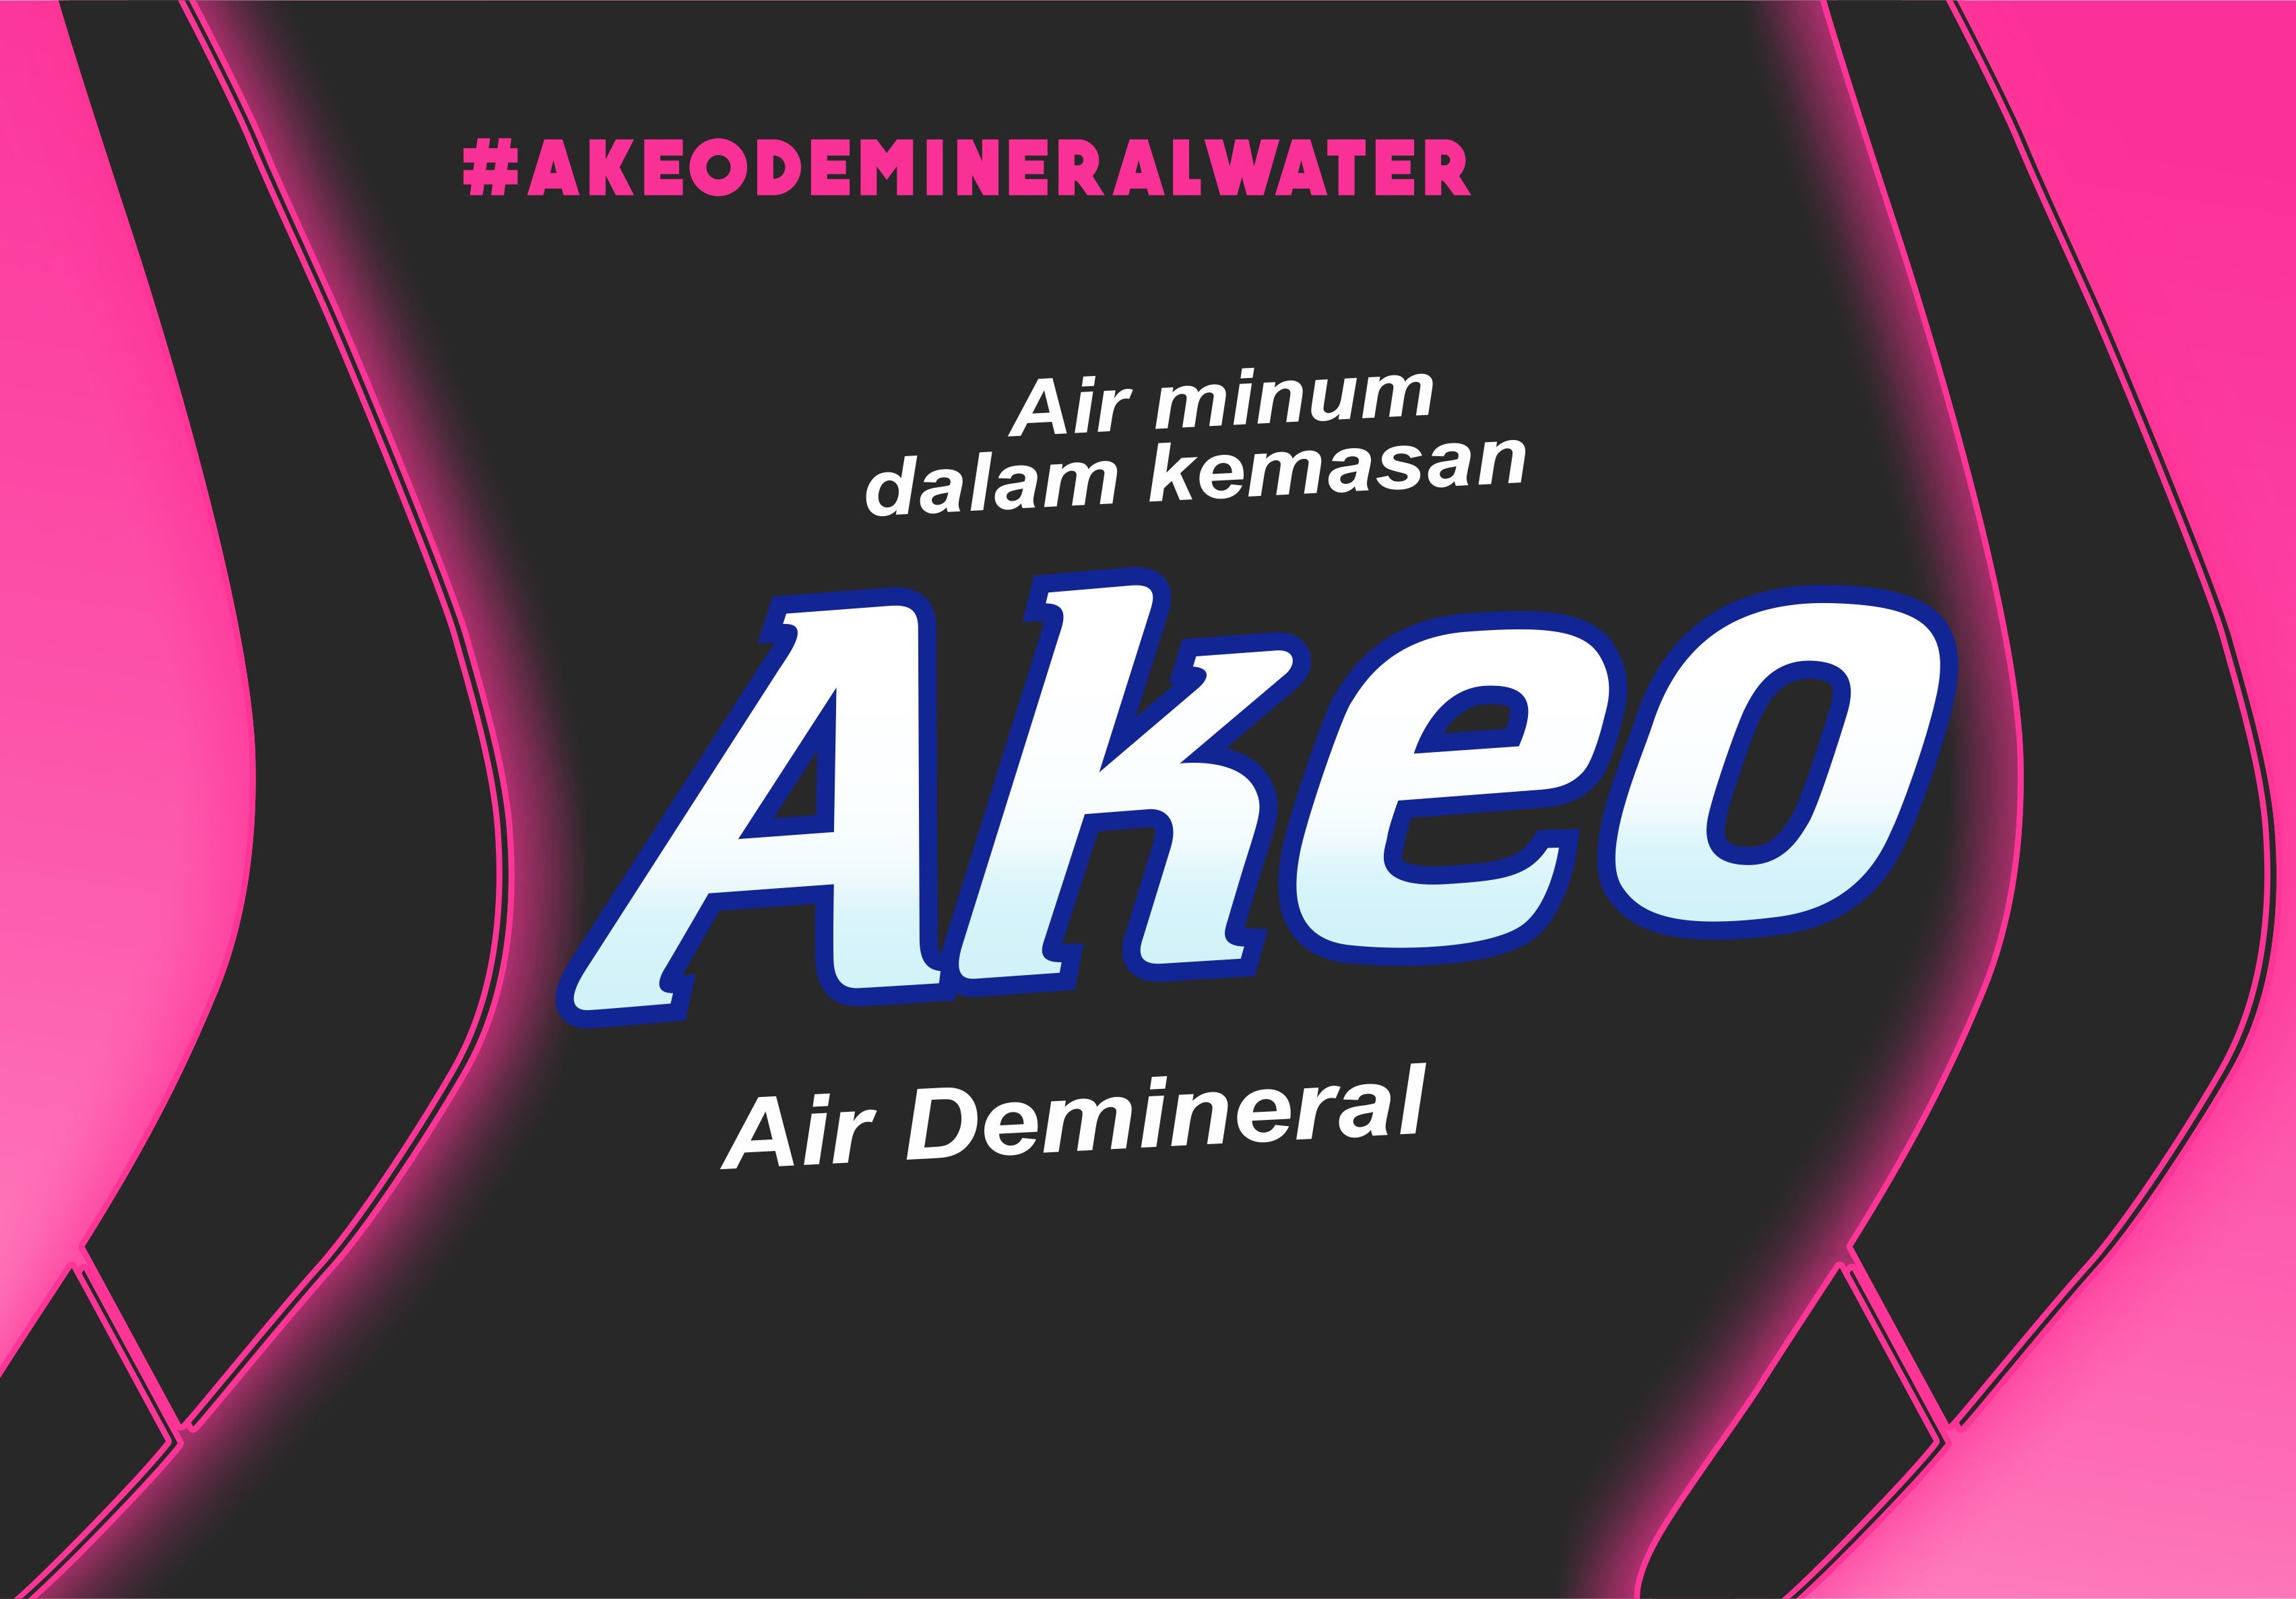 #AKEODEMINERALWATER
Air minum
dalam kemasan
Akeo
Air Demineral